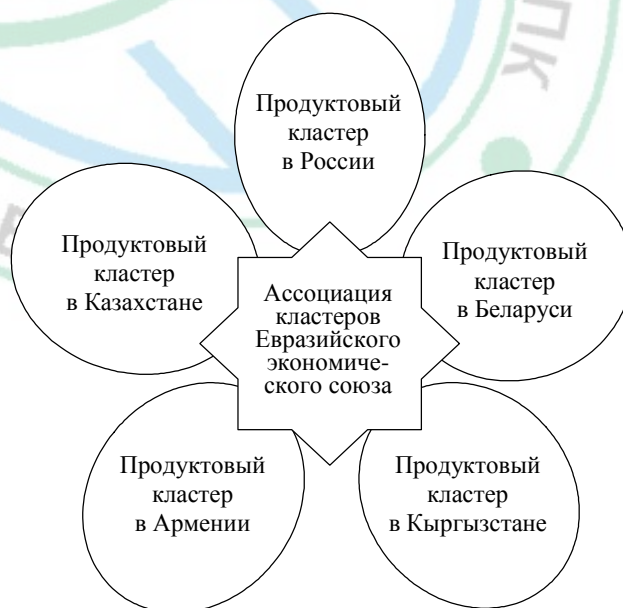 ПК
Продуктовый
кластер
в России
Продуктовый
кластер
в Казахстане
Продуктовый
кластер
в Беларуси
Ассоциация
кластеров
Евразийского
экономиче-
ского союза
Продуктовый
кластер
в Армении
Продуктовый
кластер
в Кыргызстане